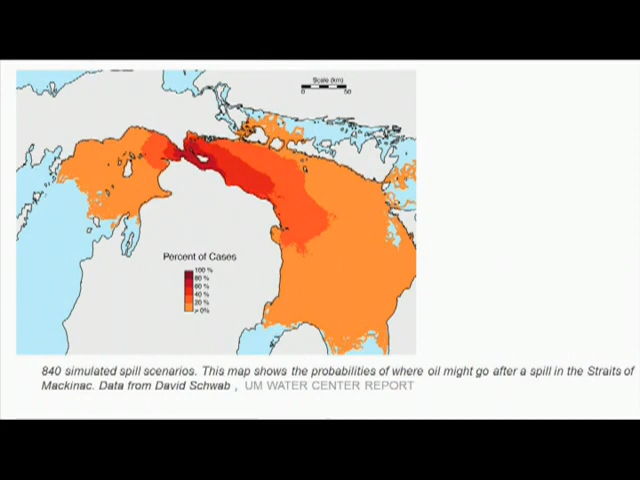 Scale (km)
0 50
Percent of Cases
100 %
80 %
60 %
40 %
20 %
> 0%
840 simulated spill scenarios. This map shows the probabilities of where oil might go after a spill in the Straits of
Mackinac. Data from David Schwab , UM WATER CENTER REPORT